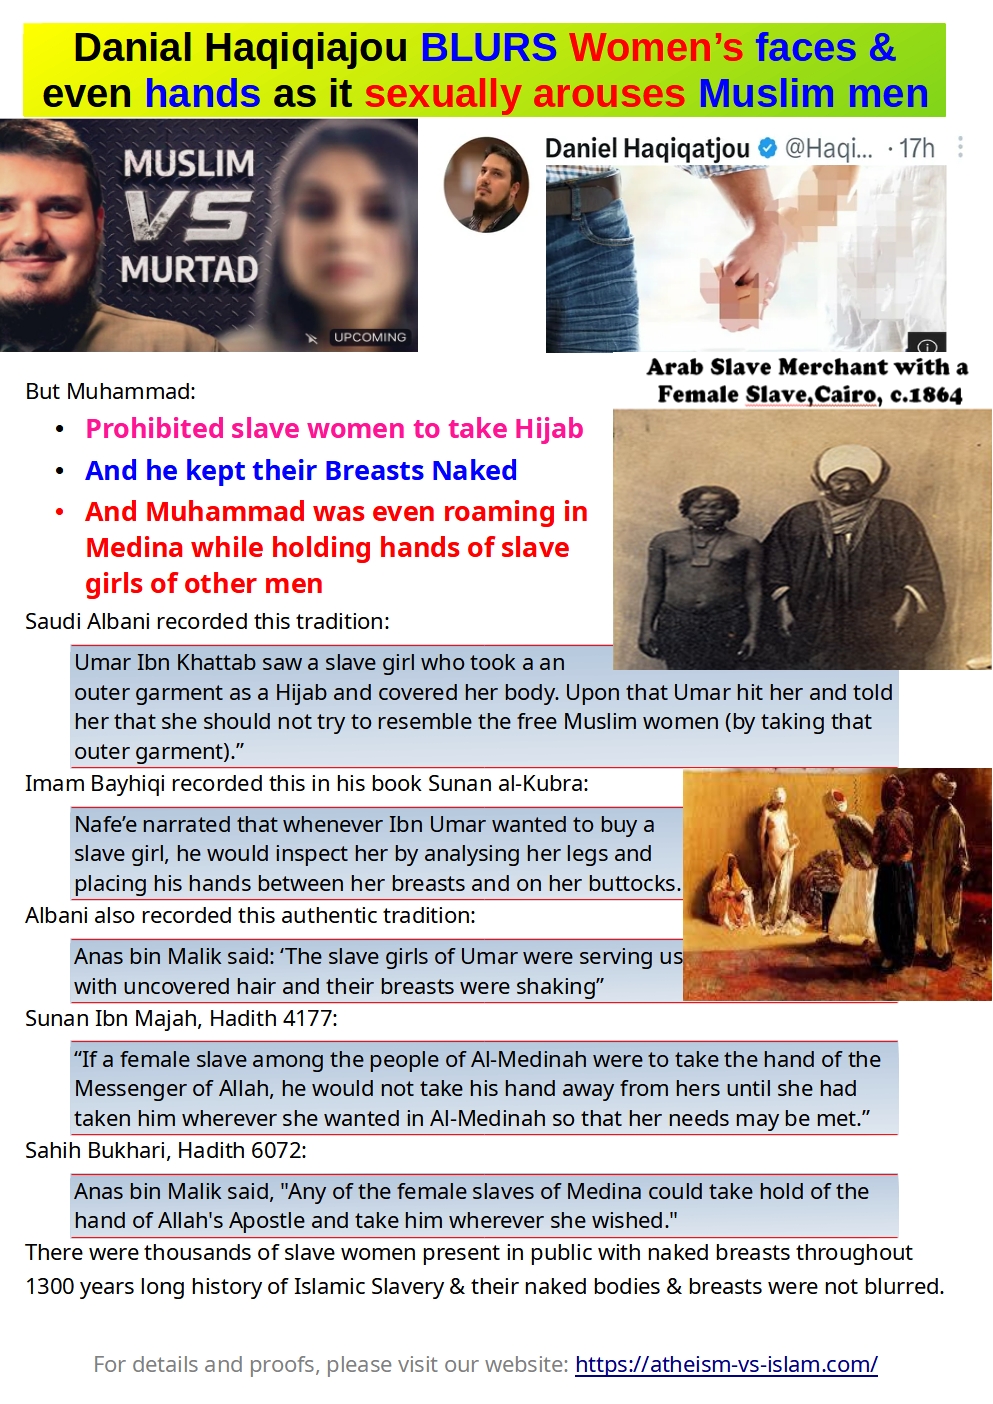 Danial Haqiqiajou BLURS Women’s faces &
even hands as it sexually arouses Muslim men
MUSLIM
VS
MURTAD
UPCOMING
Daniel Haqiqatjou @Haqi... · 17h
Arab Slave Merchant with a
Female Slave,Cairo, c.1864
But Muhammad:
• Prohibited slave women to take Hijab
• And he kept their Breasts Naked
• And Muhammad was even roaming in
Medina while holding hands of slave
girls of other men
Saudi Albani recorded this tradition:
Umar Ibn Khattab saw a slave girl who took a an
outer garment as a Hijab and covered her body. Upon that Umar hit her and told
her that she should not try to resemble the free Muslim women (by taking that
outer garment).”
Imam Bayhiqi recorded this in his book Sunan al-Kubra:
Nafe’e narrated that whenever Ibn Umar wanted to buy a
slave girl, he would inspect her by analysing her legs and
placing his hands between her breasts and on her buttocks.
Albani also recorded this authentic tradition:
Anas bin Malik said: ‘The slave girls of Umar were serving us
with uncovered hair and their breasts were shaking”
Sunan Ibn Majah, Hadith 4177:
“If a female slave among the people of Al-Medinah were to take the hand of the
Messenger of Allah, he would not take his hand away from hers until she had
taken him wherever she wanted in Al-Medinah so that her needs may be met.”
Sahih Bukhari, Hadith 6072:
Anas bin Malik said, "Any of the female slaves of Medina could take hold of the
hand of Allah's Apostle and take him wherever she wished."
There were thousands of slave women present in public with naked breasts throughout
1300 years long history of Islamic Slavery & their naked bodies & breasts were not blurred.
For details and proofs, please visit our website: https://atheism-vs-islam.com/